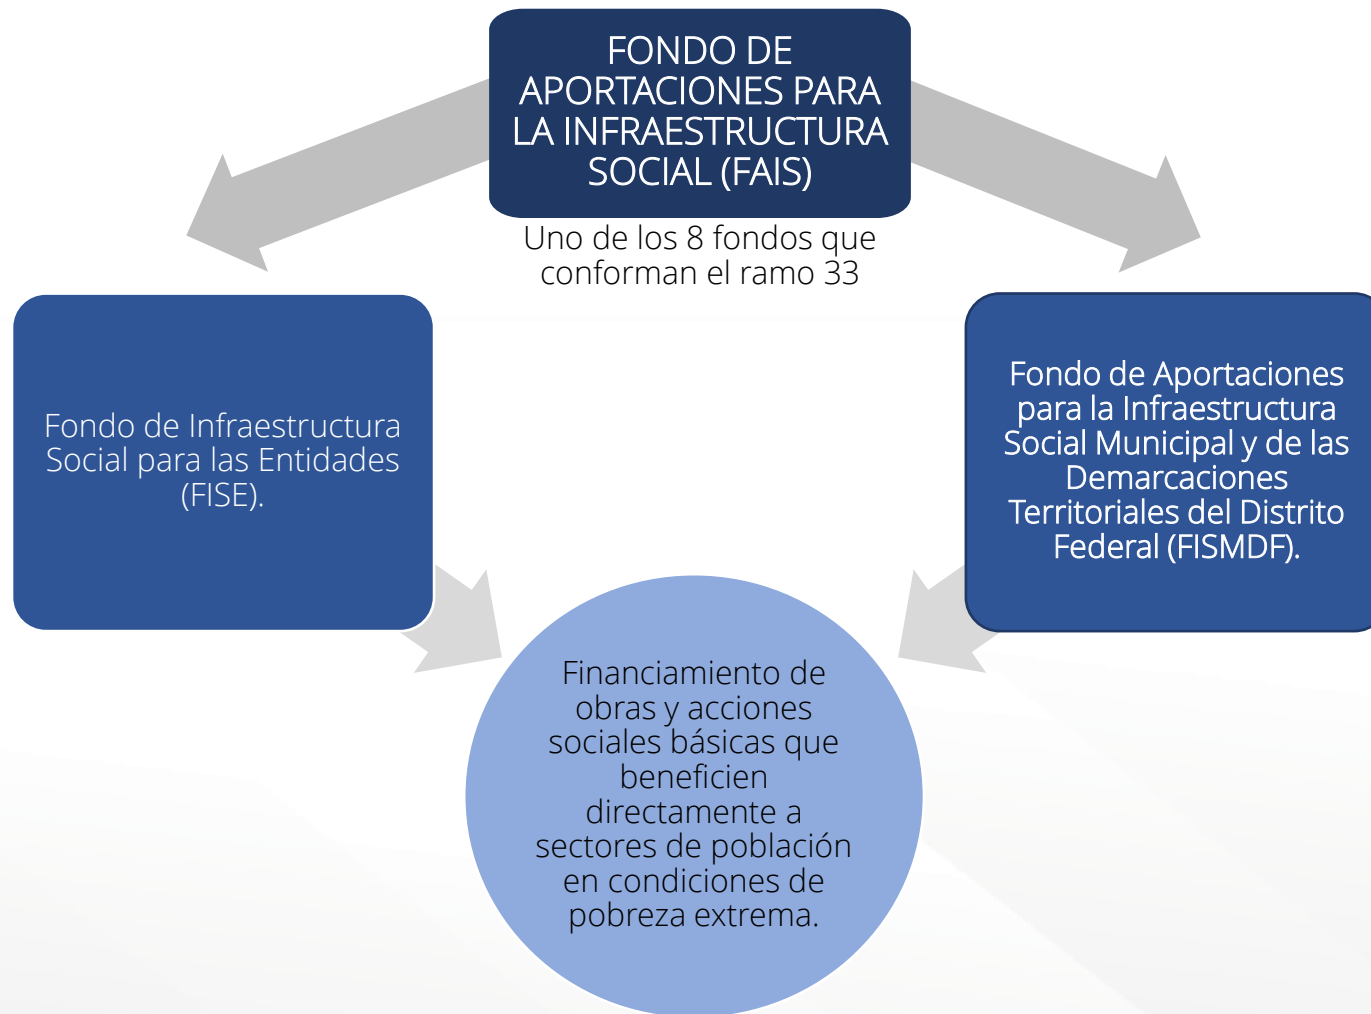 FONDO DE
APORTACIONES PARA
LA INFRAESTRUCTURA
SOCIAL (FAIS)
Uno de los 8 fondos que
conforman el ramo 33
Fondo de Infraestructura
Social para las Entidades
(FISE).
Fondo de Aportaciones
para la Infraestructura
Social Municipal y de las
Demarcaciones
Territoriales del Distrito
Federal (FISMDF).
Financiamiento de
obras y acciones
sociales básicas que
beneficien
directamente a
sectores de población
en condiciones de
pobreza extrema.